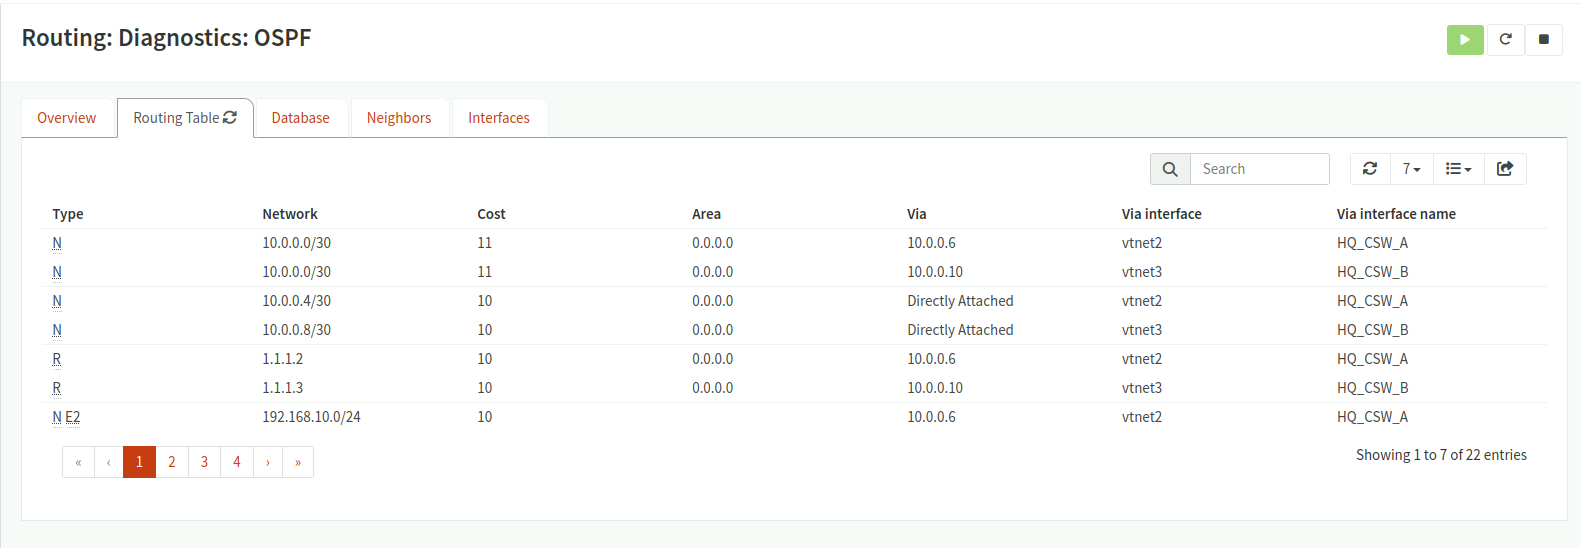 Routing: Diagnostics: OSPF
Overview Routing Table Database Neighbors Interfaces
Search 7
Type Network Cost Area Via Via interface Via interface name
N 10.0.0.0/30 11 0.0.0.0 10.0.0.6 vtnet2 HQ_CSW_A
N 10.0.0.0/30 11 0.0.0.0 10.0.0.10 vtnet3 HQ_CSW_B
N 10.0.0.4/30 10 0.0.0.0 Directly Attached vtnet2 HQ_CSW_A
N 10.0.0.8/30 10 0.0.0.0 Directly Attached vtnet3 HQ_CSW_B
R 1.1.1.2 10 0.0.0.0 10.0.0.6 vtnet2 HQ_CSW_A
R 1.1.1.3 10 0.0.0.0 10.0.0.10 vtnet3 HQ_CSW_B
N E2 192.168.10.0/24 10 10.0.0.6 vtnet2 HQ_CSW_A
« ‹ 1 2 3 4 › » Showing 1 to 7 of 22 entries